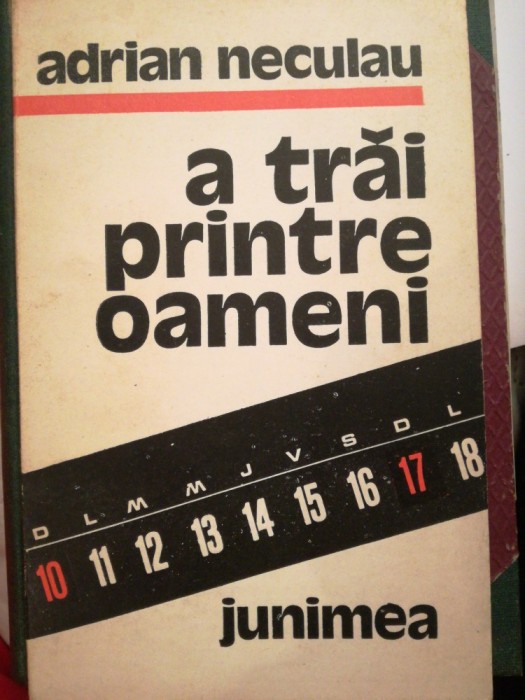 adrian neculau
a trăi
printre
oameni
D L M M J V S D L
10 11 12 13 14 15 16 17 18
junimea